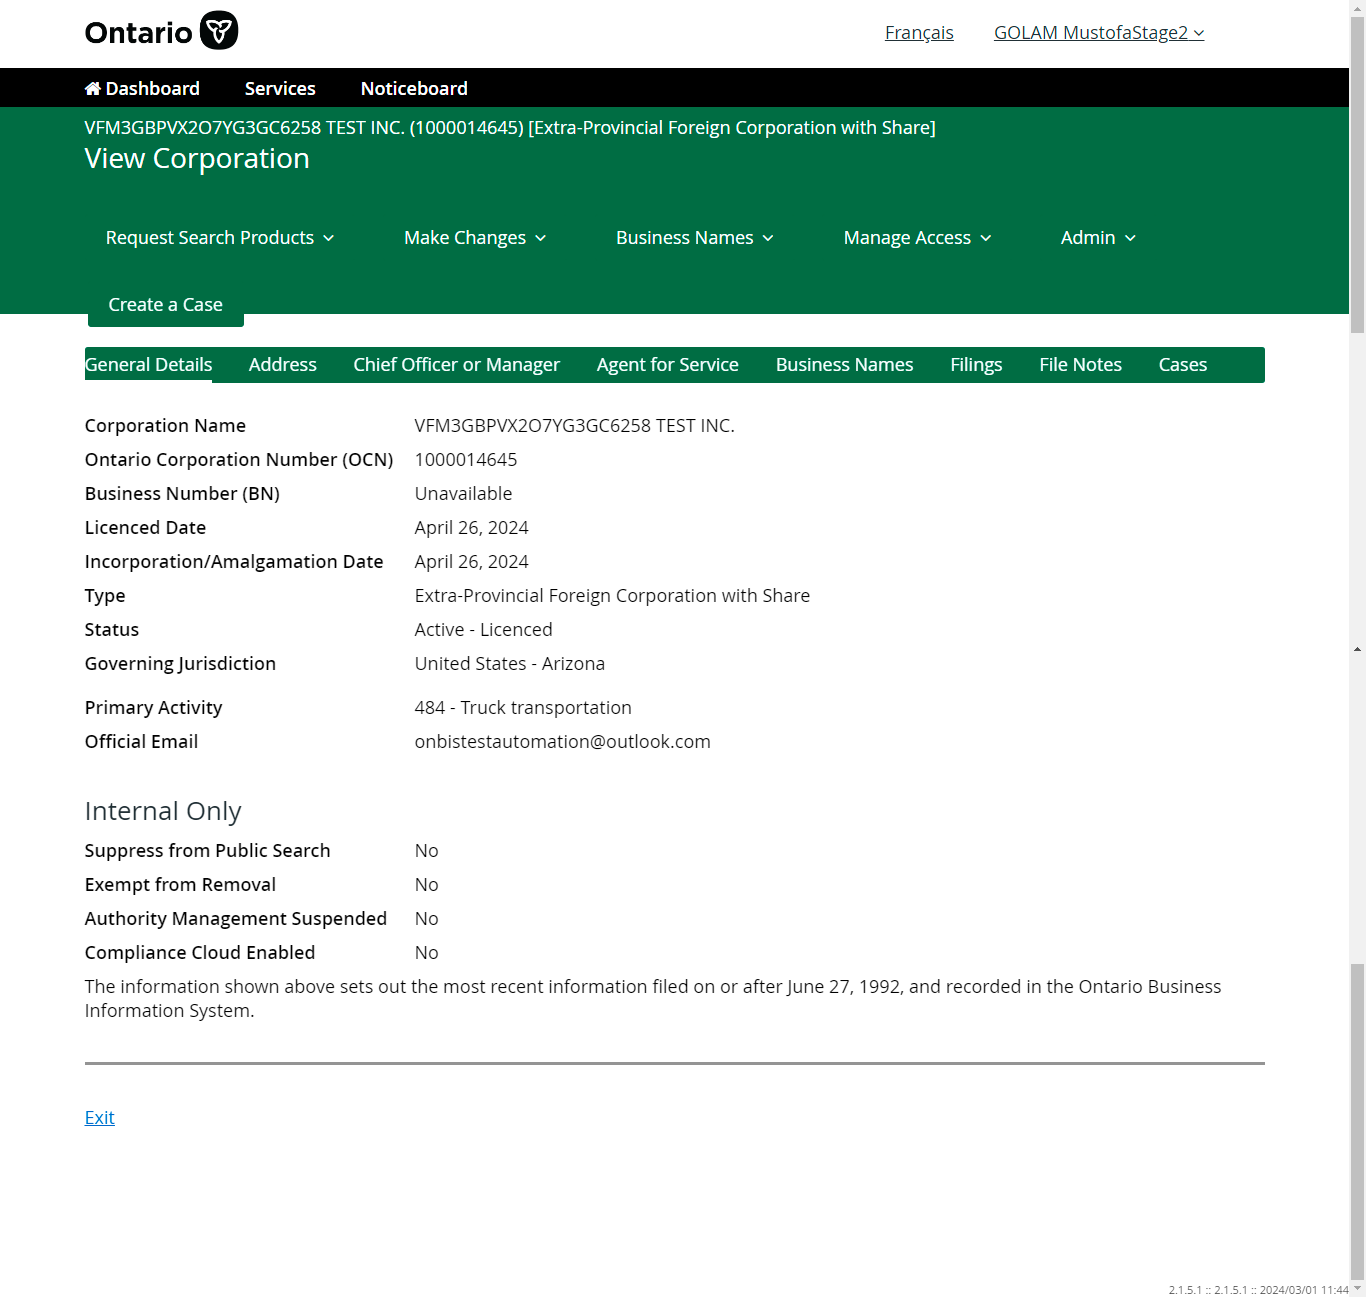 Ontario
Français GOLAM MustofaStage2
Dashboard Services Noticeboard
VFM3GBPVX2O7YG3GC6258 TEST INC. (1000014645) [Extra-Provincial Foreign Corporation with Share]
View Corporation
Request Search Products Make Changes Business Names Manage Access Admin
Create a Case
General Details Address Chief Officer or Manager Agent for Service Business Names Filings File Notes Cases
Corporation Name VFM3GBPVX2O7YG3GC6258 TEST INC.
Ontario Corporation Number (OCN) 1000014645
Business Number (BN) Unavailable
Licenced Date April 26, 2024
Incorporation/Amalgamation Date April 26, 2024
Type Extra-Provincial Foreign Corporation with Share
Status Active - Licenced
Governing Jurisdiction United States - Arizona
Primary Activity 484 - Truck transportation
Official Email onbistestautomation@outlook.com
Internal Only
Suppress from Public Search No
Exempt from Removal No
Authority Management Suspended No
Compliance Cloud Enabled No
The information shown above sets out the most recent information filed on or after June 27, 1992, and recorded in the Ontario Business
Information System.
Exit
2.1.5.1 :: 2.1.5.1 :: 2024/03/01 11:44